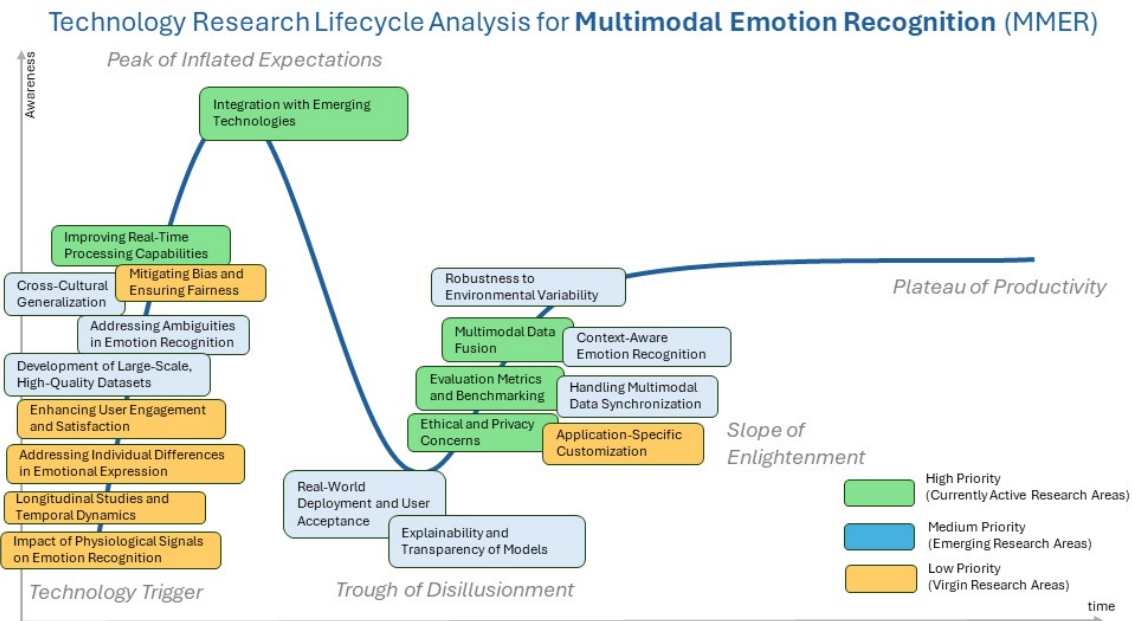 Technology Research Lifecycle Analysis for Multimodal Emotion Recognition (MMER)
Peak of Inflated Expectations
Awareness
Integration with Emerging
Technologies
Improving Real-Time
Processing Capabilities
Mitigating Bias and
Ensuring Fairness
Cross-Cultural
Generalization
Addressing Ambiguities
in Emotion Recognition
Development of Large-Scale,
High-Quality Datasets
Enhancing User Engagement
and Satisfaction
Addressing Individual Differences
in Emotional Expression
Longitudinal Studies and
Temporal Dynamics
Impact of Physiological Signals
on Emotion Recognition
Technology Trigger
Real-World
Deployment and User
Acceptance
Explainability and
Transparency of Models
Trough of Disillusionment
Robustness to
Environmental Variability
Multimodal Data
Fusion
Context-Aware
Emotion Recognition
Evaluation Metrics
and Benchmarking
Handling Multimodal
Data Synchronization
Ethical and Privacy
Concerns
Application-Specific
Customization
Slope of
Enlightenment
Plateau of Productivity
High Priority
(Currently Active Research Areas)
Medium Priority
(Emerging Research Areas)
Low Priority
(Virgin Research Areas)
time